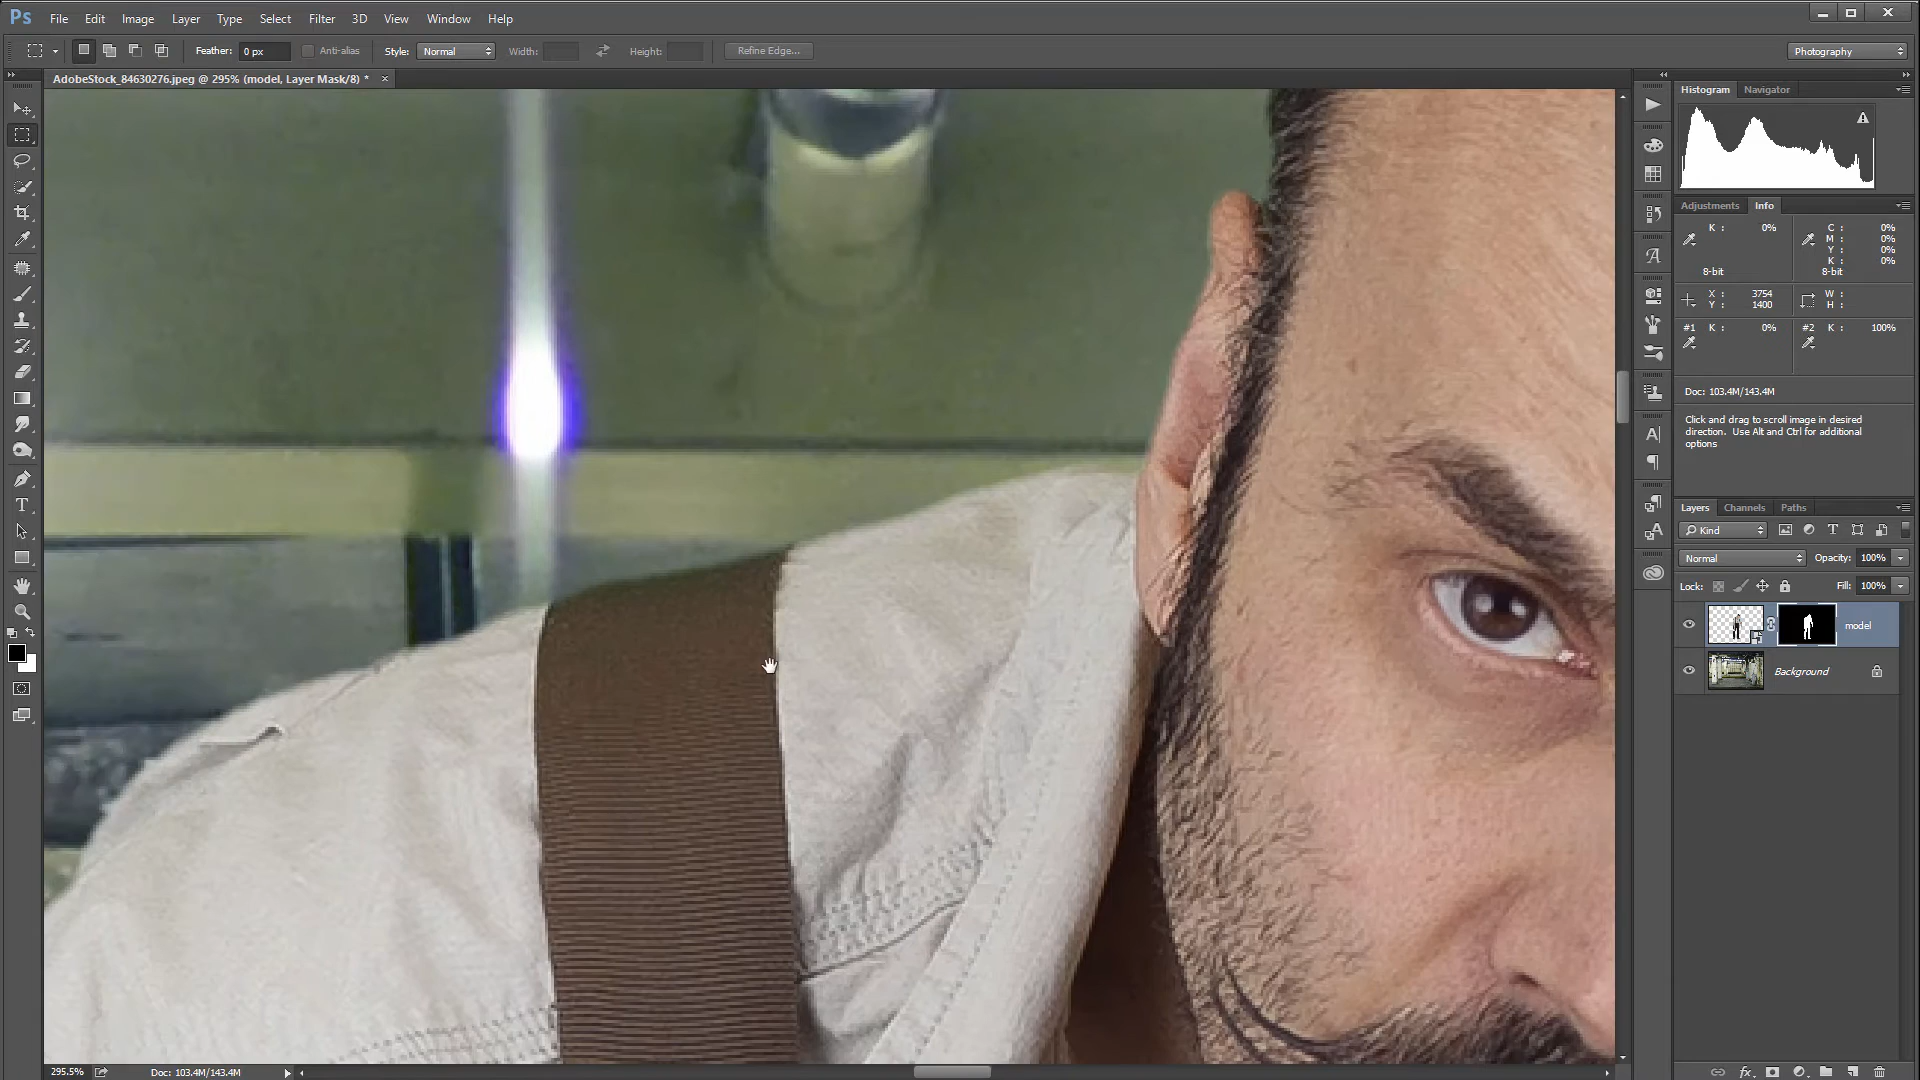 Ps File Edit Image Layer Type Select Filter 3D View Window Help
Feather: 0 px Anti-alias Style: Normal Width: Height: Refine Edge... Photography
AdobeStock_84630276.jpeg @ 295% (model, Layer Mask/8) * ×
Histogram Navigator
Adjustments Info
K : 0% C : 0%
M : 0%
Y : 0%
K : 0%
8-bit 8-bit
X : 3754 W :
Y : 1400 H :
#1 K : 0% #2 K : 100%
Doc: 103.4M/143.4M
Click and drag to scroll image in desired
direction. Use Alt and Ctrl for additional
options
Layers Channels Paths
Kind
Normal Opacity: 100%
Lock: Fill: 100%
model
Background
295.5% Doc: 103.4M/143.4M